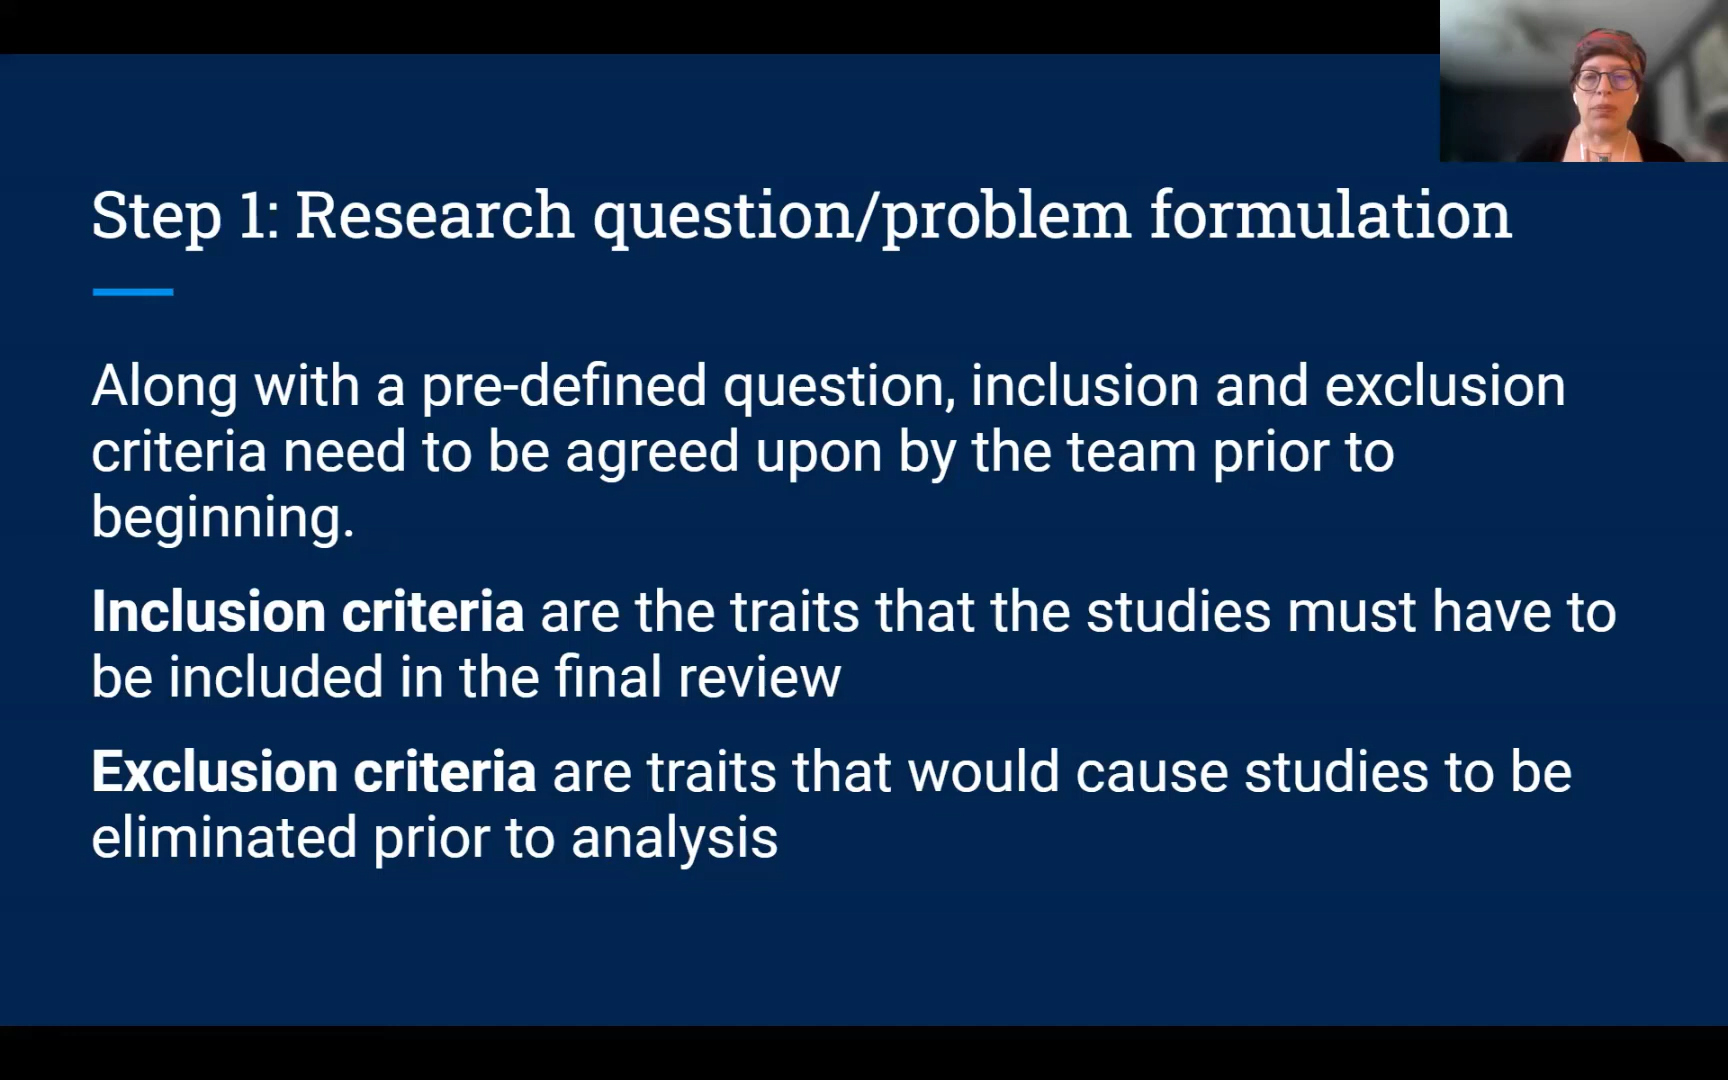 Step 1: Research question/problem formulation
Along with a pre-defined question, inclusion and exclusion
criteria need to be agreed upon by the team prior to
beginning.
Inclusion criteria are the traits that the studies must have to
be included in the final review
Exclusion criteria are traits that would cause studies to be
eliminated prior to analysis